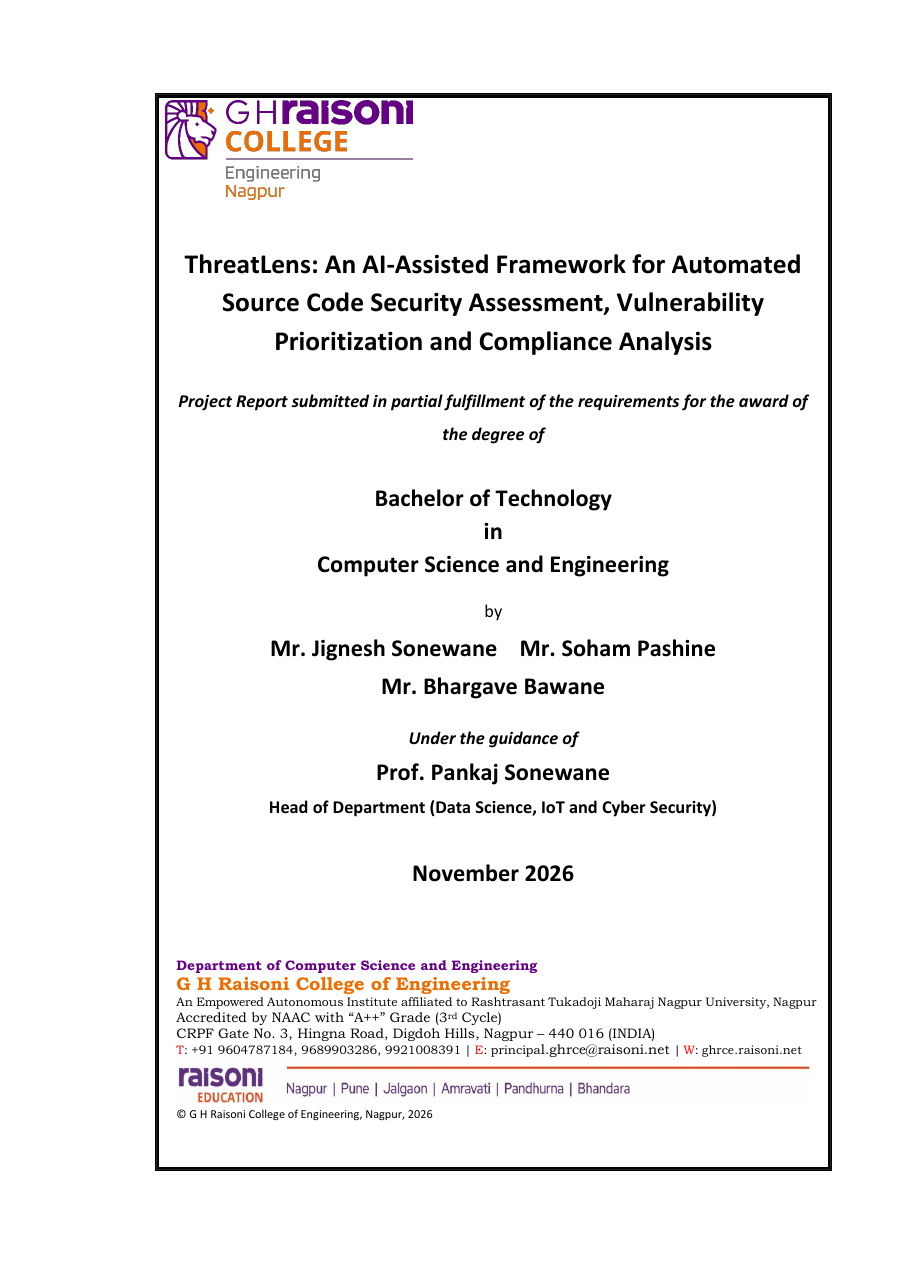 GHraisoni
COLLEGE
Engineering
Nagpur
ThreatLens: An AI-Assisted Framework for Automated
Source Code Security Assessment, Vulnerability
Prioritization and Compliance Analysis
Project Report submitted in partial fulfillment of the requirements for the award of
the degree of
Bachelor of Technology
in
Computer Science and Engineering
by
Mr. Jignesh Sonewane Mr. Soham Pashine
Mr. Bhargave Bawane
Under the guidance of
Prof. Pankaj Sonewane
Head of Department (Data Science, IoT and Cyber Security)
November 2026
Department of Computer Science and Engineering
G H Raisoni College of Engineering
An Empowered Autonomous Institute affiliated to Rashtrasant Tukadoji Maharaj Nagpur University, Nagpur
Accredited by NAAC with “A++” Grade (3rd Cycle)
CRPF Gate No. 3, Hingna Road, Digdoh Hills, Nagpur – 440 016 (INDIA)
T: +91 9604787184, 9689903286, 9921008391 | E: principal.ghrce@raisoni.net | W: ghrce.raisoni.net
raisoni
EDUCATION
Nagpur | Pune | Jalgaon | Amravati | Pandhurna | Bhandara
© G H Raisoni College of Engineering, Nagpur, 2026